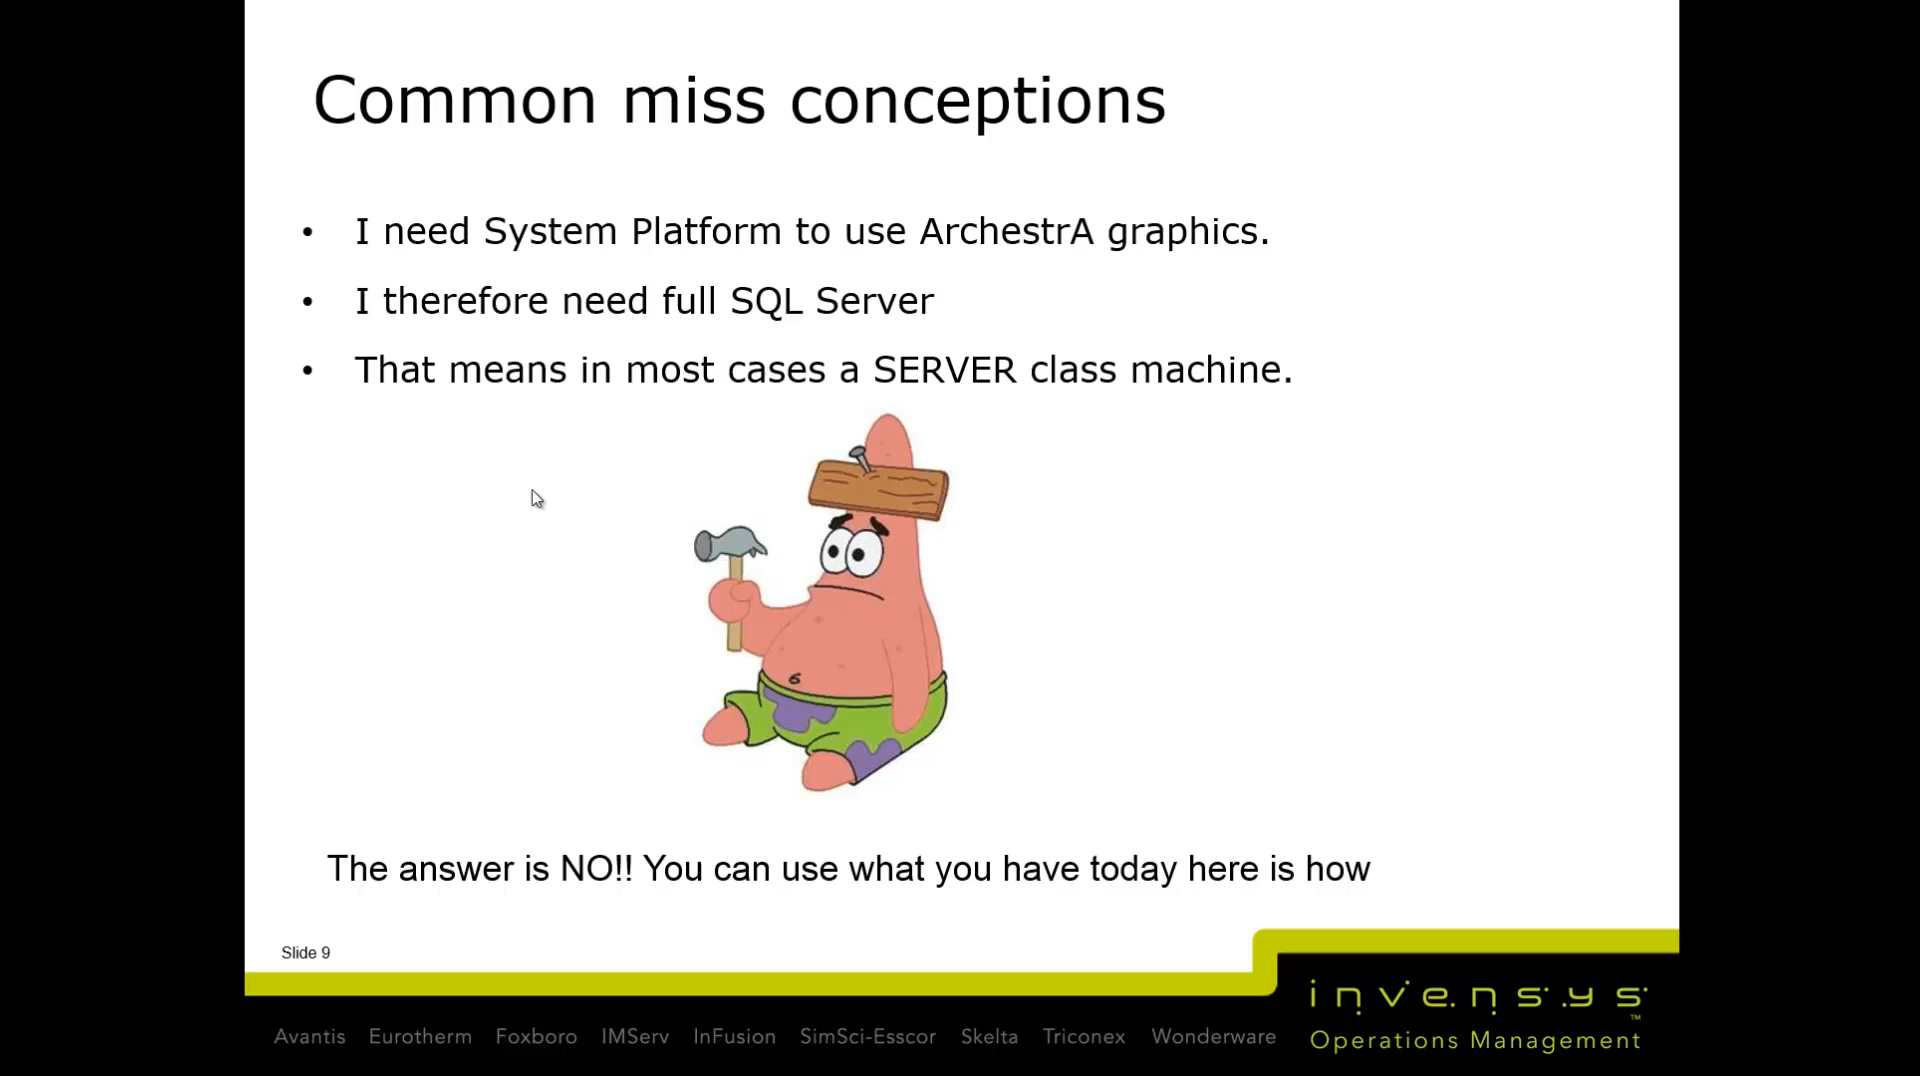 Common miss conceptions
• I need System Platform to use ArchestrA graphics.
• I therefore need full SQL Server
• That means in most cases a SERVER class machine.
The answer is NO!! You can use what you have today here is how
Slide 9
invensys™
Operations Management
Avantis Eurotherm Foxboro IMServ InFusion SimSci-Esscor Skelta Triconex Wonderware